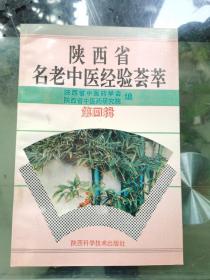 陕西省
名老中医经验荟萃
陕西省中医药学会
陕西省中医药研究院
编
第四辑
陕西科学技术出版社